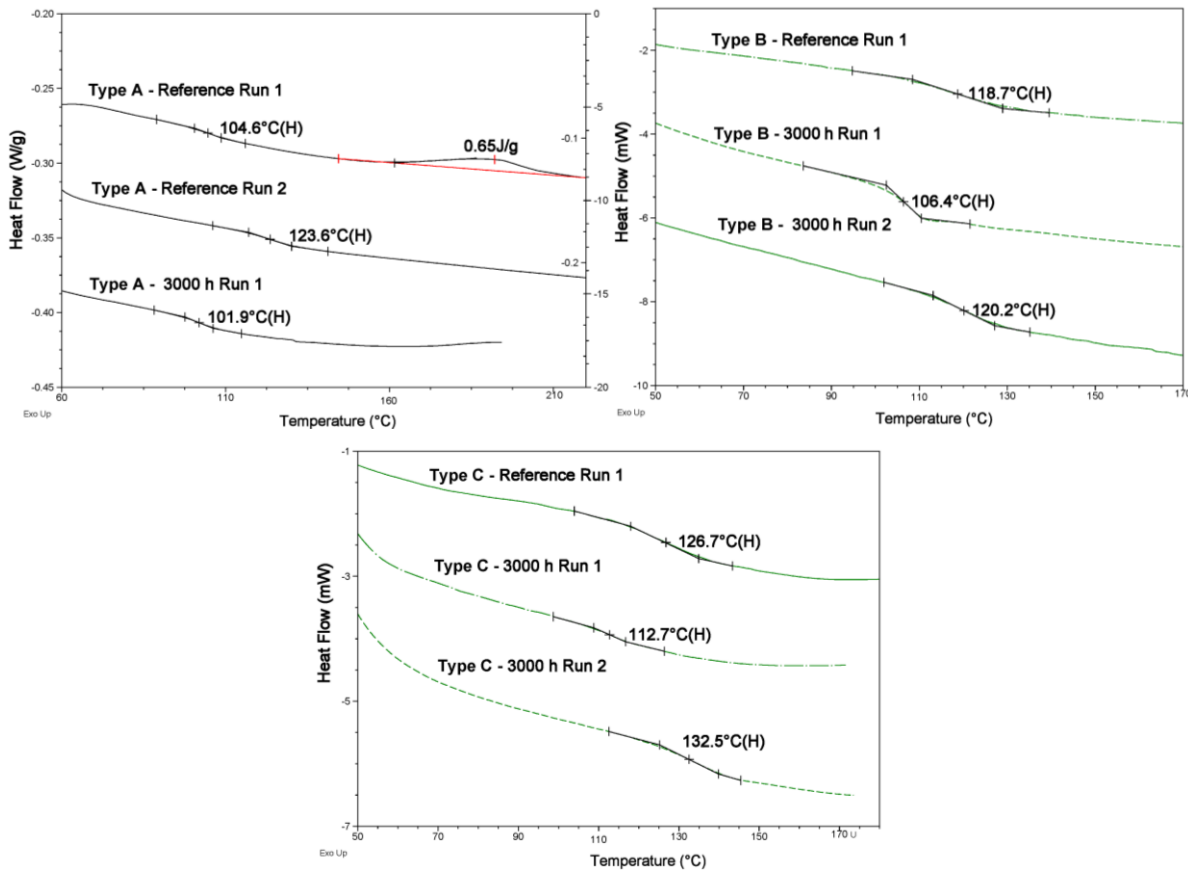 Heat Flow (W/g)
-0.20
-0.25
-0.30
-0.35
-0.40
-0.45
Type A - Reference Run 1
104.6°C(H)
0.65J/g
Type A - Reference Run 2
123.6°C(H)
Type A - 3000 h Run 1
101.9°C(H)
0
-5
-0.1
-10
-0.2
-15
-20
60
110
160
210
Exo Up
Temperature (°C)
Heat Flow (mW)
-2
-4
-6
-8
-10
Type B - Reference Run 1
118.7°C(H)
Type B - 3000 h Run 1
106.4°C(H)
Type B - 3000 h Run 2
120.2°C(H)
50
70
90
110
130
150
170
Exo Up
Temperature (°C)
Heat Flow (mW)
-1
-3
-5
-7
Type C - Reference Run 1
126.7°C(H)
Type C - 3000 h Run 1
112.7°C(H)
Type C - 3000 h Run 2
132.5°C(H)
50
70
90
110
130
150
170 U
Exo Up
Temperature (°C)